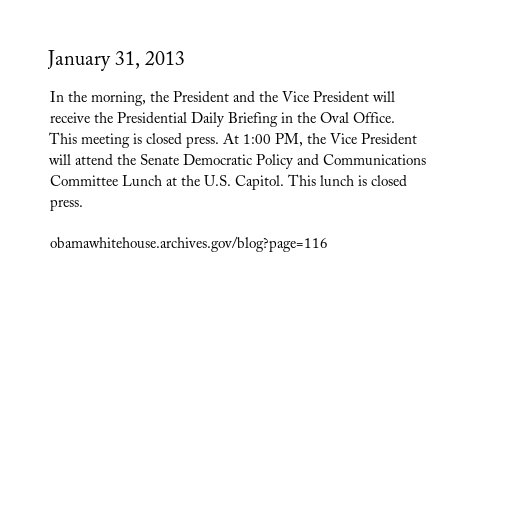 January 31, 2013
In the morning, the President and the Vice President will
receive the Presidential Daily Briefing in the Oval Office.
This meeting is closed press. At 1:00 PM, the Vice President
will attend the Senate Democratic Policy and Communications
Committee Lunch at the U.S. Capitol. This lunch is closed
press.
obamawhitehouse.archives.gov/blog?page=116